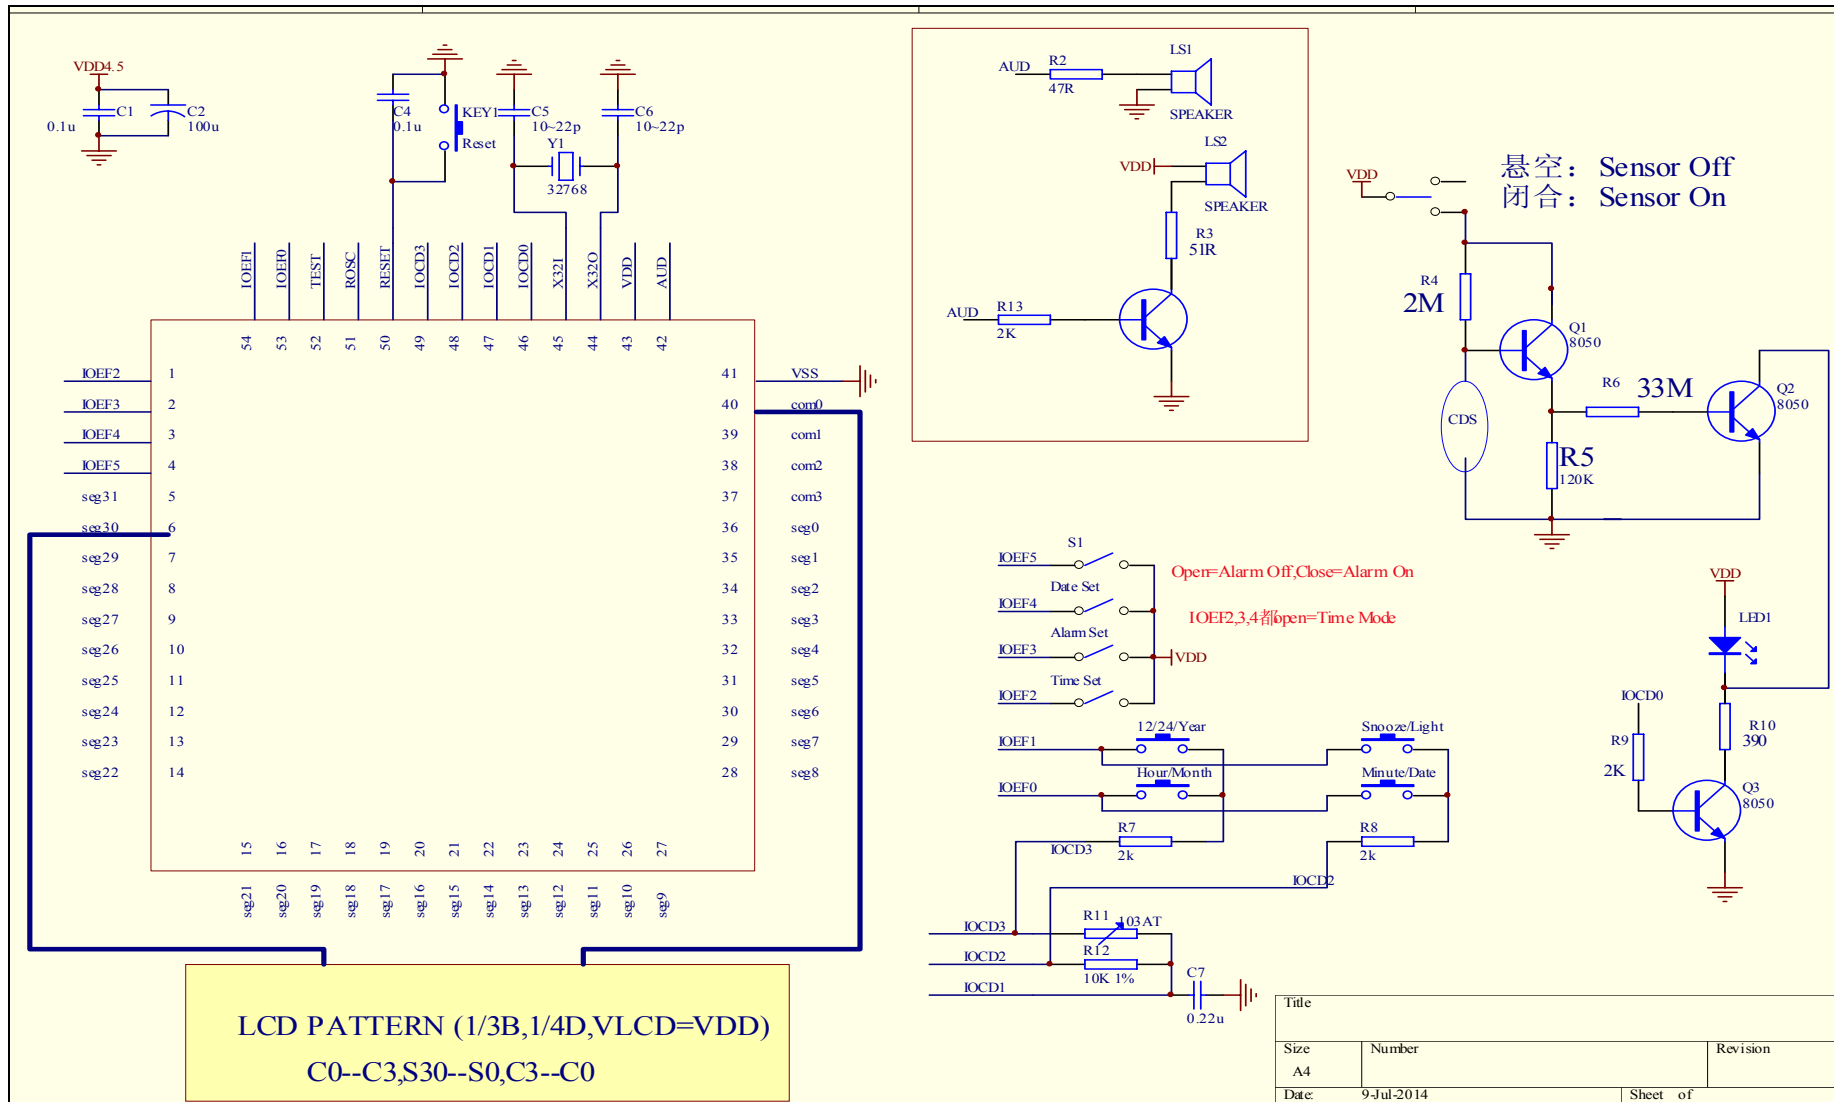 VDD4.5
C1
0.1u
C2
100u
C4
0.1u
KEY1
Reset
C5
10~22p
Y1
32768
C6
10~22p
IOEF1
IOEF0
TEST
ROSC
RESET
IOCD3
IOCD2
IOCD1
IOCD0
X32I
X32O
VDD
AUD
54
53
52
51
50
49
48
47
46
45
44
43
42
IOEF2 1
IOEF3 2
IOEF4 3
IOEF5 4
seg31 5
seg30 6
seg29 7
seg28 8
seg27 9
seg26 10
seg25 11
seg24 12
seg23 13
seg22 14
41 VSS
40 com0
39 com1
38 com2
37 com3
36 seg0
35 seg1
34 seg2
33 seg3
32 seg4
31 seg5
30 seg6
29 seg7
28 seg8
15
16
17
18
19
20
21
22
23
24
25
26
27
seg21
seg20
seg19
seg18
seg17
seg16
seg15
seg14
seg13
seg12
seg11
seg10
seg9
LCD PATTERN (1/3B,1/4D,VLCD=VDD)
C0--C3,S30--S0,C3--C0
AUD
R2
47R
LS1
SPEAKER
LS2
VDD
SPEAKER
R3
51R
AUD
R13
2K
悬空：Sensor Off
闭合：Sensor On
VDD
R4
2M
Q1
8050
CDS
R6
33M
Q2
8050
R5
120K
IOEF5
S1
Open=Alarm Off,Close=Alarm On
Date Set
IOEF4
IOEF2,3,4都open=Time Mode
Alarm Set
IOEF3
VDD
Time Set
IOEF2
12/24/Year
Snooze/Light
IOEF1
Hour/Month
Minute/Date
IOEF0
R7
2k
IOCD3
R8
2k
IOCD2
IOCD3
R11
103AT
IOCD2
R12
10K 1%
IOCD1
C7
0.22u
VDD
LED1
IOCD0
R9
2K
R10
390
Q3
8050
Title
Size
A4
Number
Revision
Date:
9-Jul-2014
Sheet of